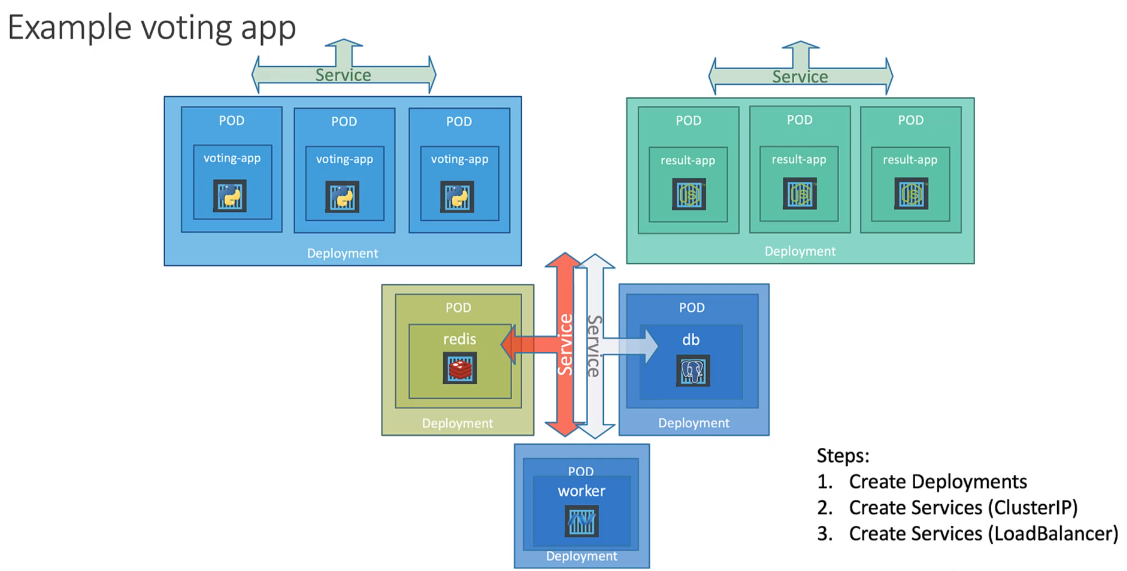 Example voting app
Service
Service
POD
POD
POD
voting-app
voting-app
voting-app
Deployment
POD
POD
POD
result-app
result-app
result-app
Deployment
POD
redis
Deployment
Service
Service
POD
db
Deployment
POD
worker
Deployment
Steps:
1. Create Deployments
2. Create Services (ClusterIP)
3. Create Services (LoadBalancer)